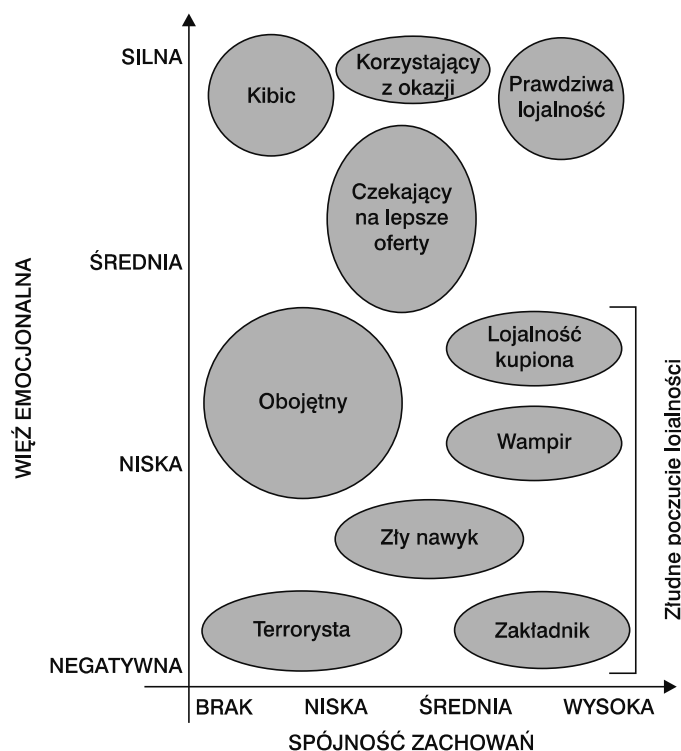 SILNA
Kibic
Korzystający
z okazji
Prawdziwa
lojalność
Czekający
na lepsze
oferty
ŚREDNIA
WIĘŹ EMOCJONALNA
Lojalność
kupiona
Obojętny
Wampir
NISKA
Złudne poczucie lojalności
Zły nawyk
Terrorysta
Zakładnik
NEGATYWNA
BRAK NISKA ŚREDNIA WYSOKA
SPÓJNOŚĆ ZACHOWAŃ